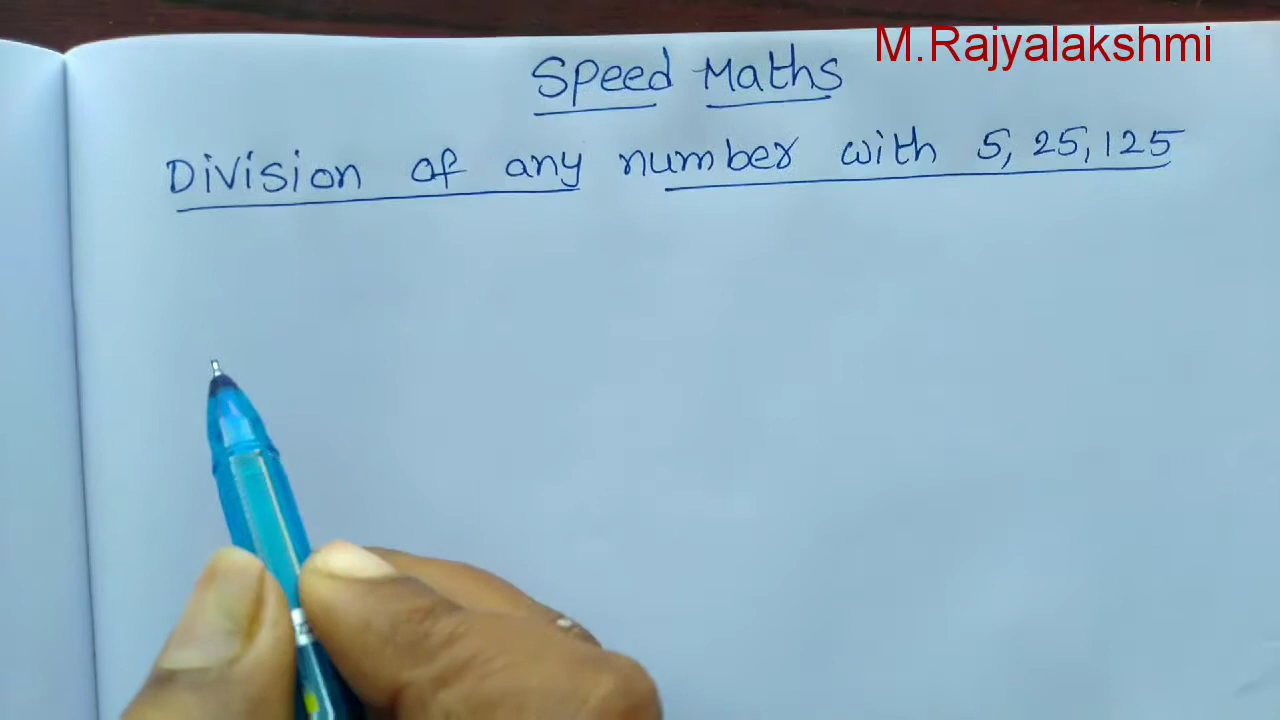 M.Rajyalakshmi
Speed Maths
Division of any number with 5, 25, 125